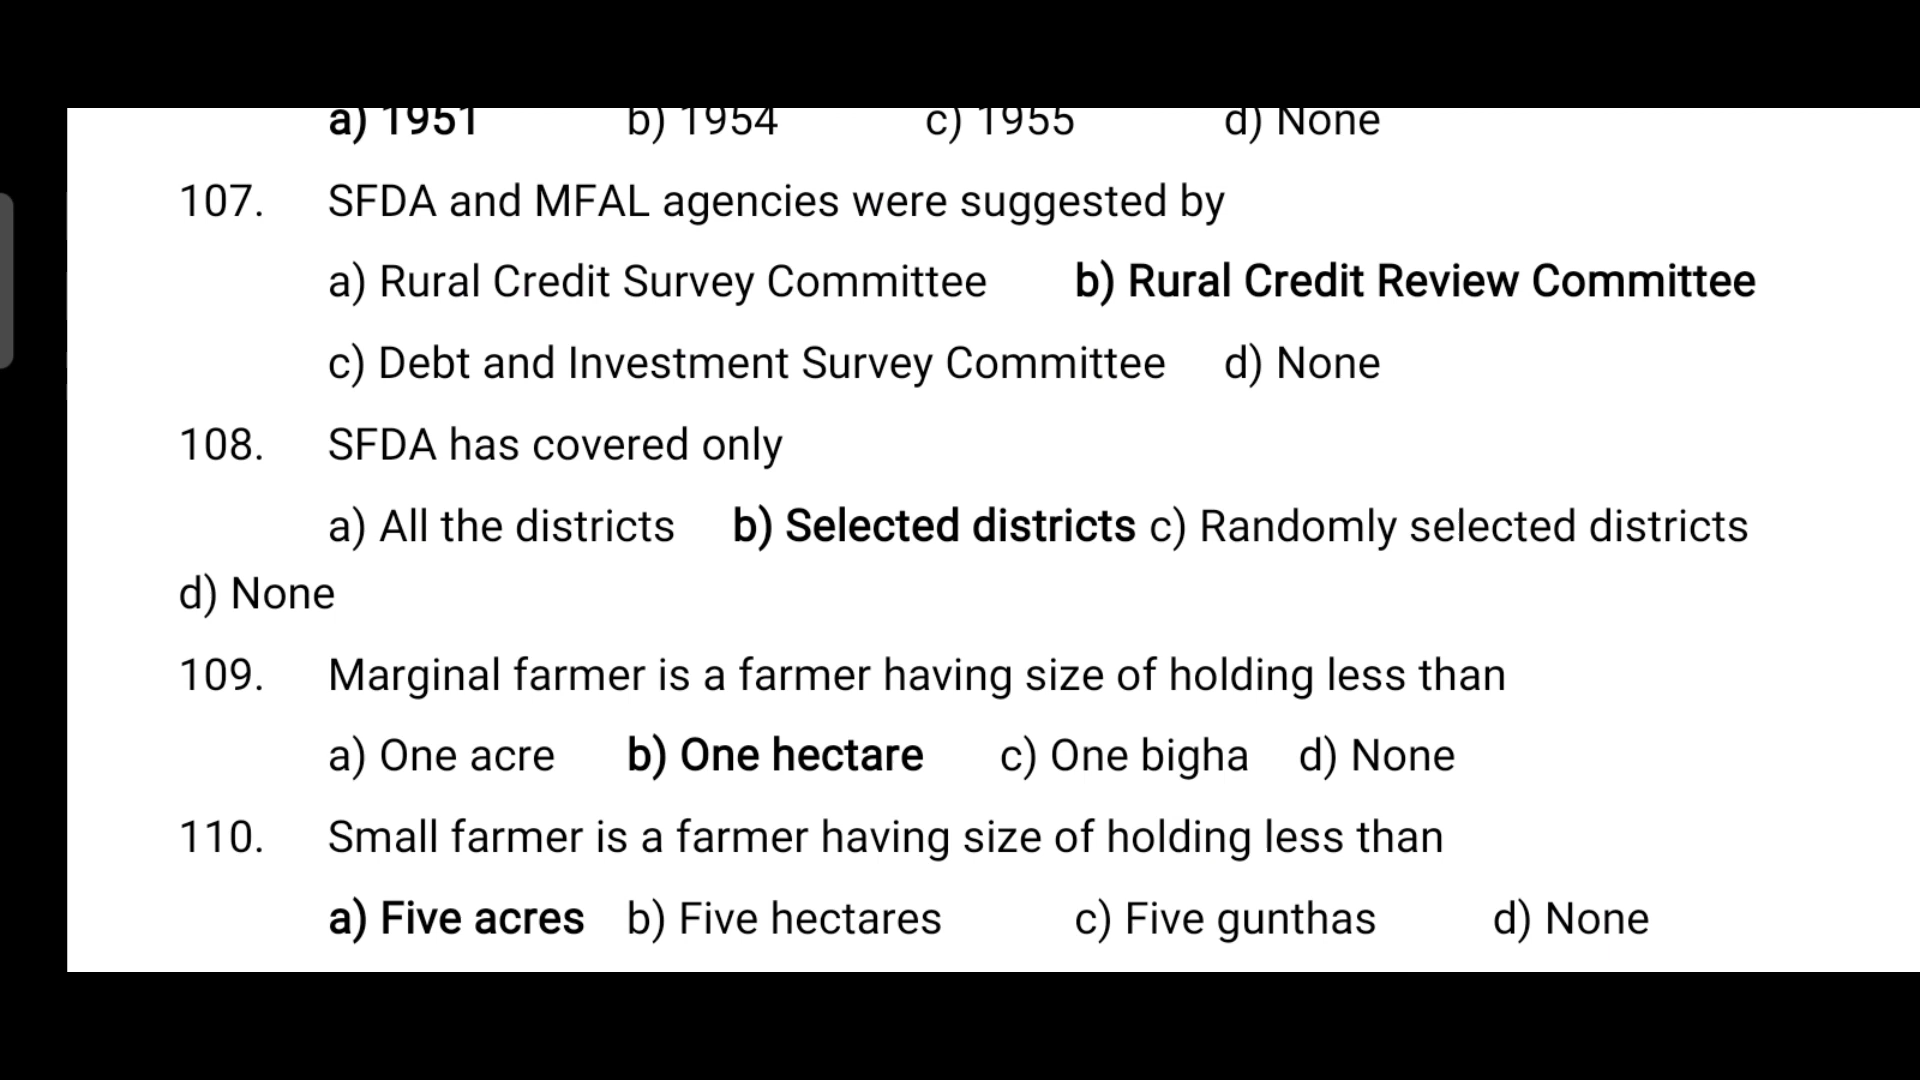 a) 1951 b) 1954 c) 1955 d) None
107. SFDA and MFAL agencies were suggested by
a) Rural Credit Survey Committee b) Rural Credit Review Committee
c) Debt and Investment Survey Committee d) None
108. SFDA has covered only
a) All the districts b) Selected districts c) Randomly selected districts
d) None
109. Marginal farmer is a farmer having size of holding less than
a) One acre b) One hectare c) One bigha d) None
110. Small farmer is a farmer having size of holding less than
a) Five acres b) Five hectares c) Five gunthas d) None